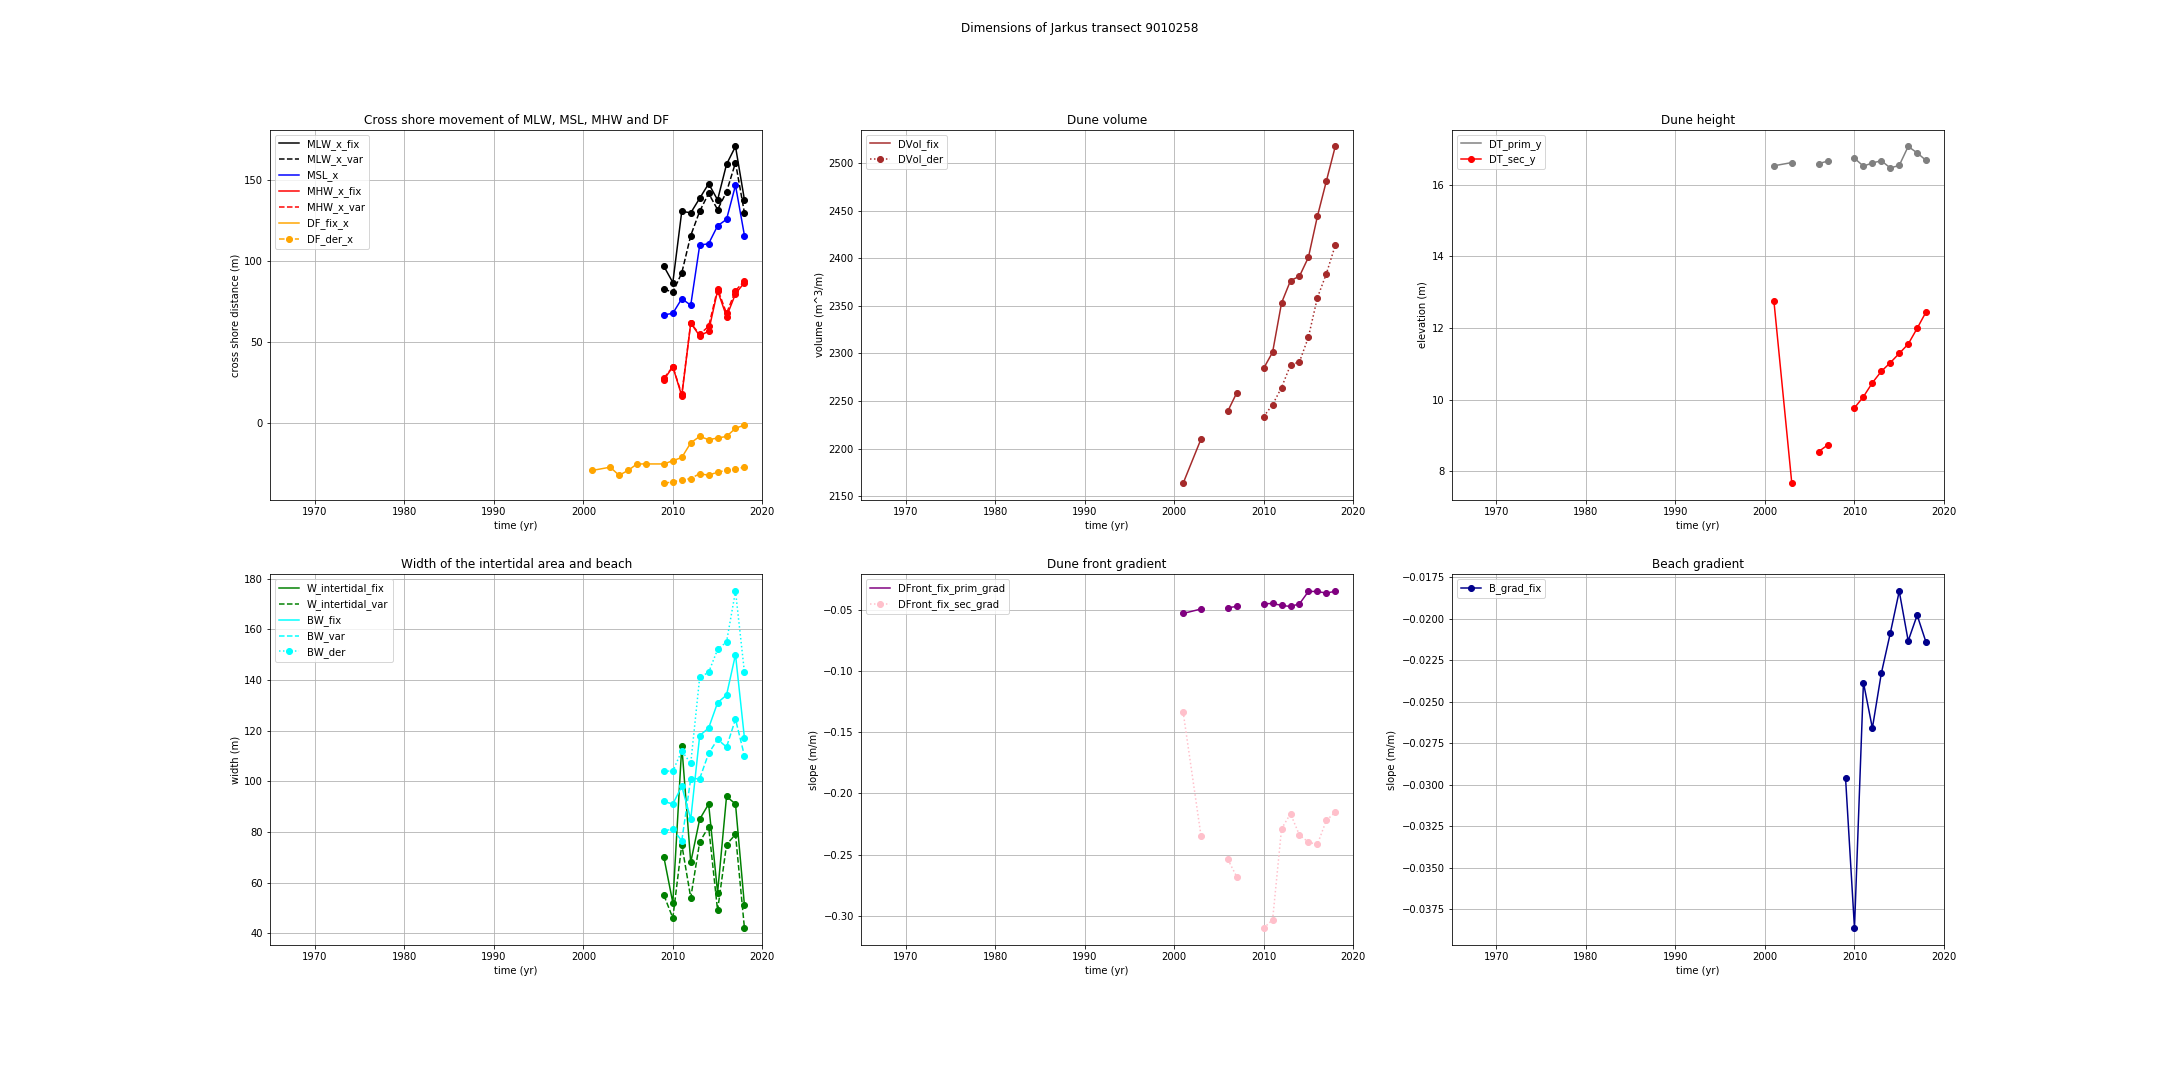 Dimensions of Jarkus transect 9010258
Cross shore movement of MLW, MSL, MHW and DF
MLW_x_fix
MLW_x_var
MSL_x
MHW_x_fix
MHW_x_var
DF_fix_x
DF_der_x
150
100
50
0
cross shore distance (m)
1970 1980 1990 2000 2010 2020
time (yr)
Dune volume
DVol_fix
DVol_der
2500
2450
2400
2350
2300
2250
2200
2150
volume (m^3/m)
1970 1980 1990 2000 2010 2020
time (yr)
Dune height
DT_prim_y
DT_sec_y
16
14
12
10
8
elevation (m)
1970 1980 1990 2000 2010 2020
time (yr)
Width of the intertidal area and beach
W_intertidal_fix
W_intertidal_var
BW_fix
BW_var
BW_der
180
160
140
120
100
80
60
40
width (m)
1970 1980 1990 2000 2010 2020
time (yr)
Dune front gradient
DFront_fix_prim_grad
DFront_fix_sec_grad
−0.05
−0.10
−0.15
−0.20
−0.25
−0.30
slope (m/m)
1970 1980 1990 2000 2010 2020
time (yr)
Beach gradient
B_grad_fix
−0.0175
−0.0200
−0.0225
−0.0250
−0.0275
−0.0300
−0.0325
−0.0350
−0.0375
slope (m/m)
1970 1980 1990 2000 2010 2020
time (yr)